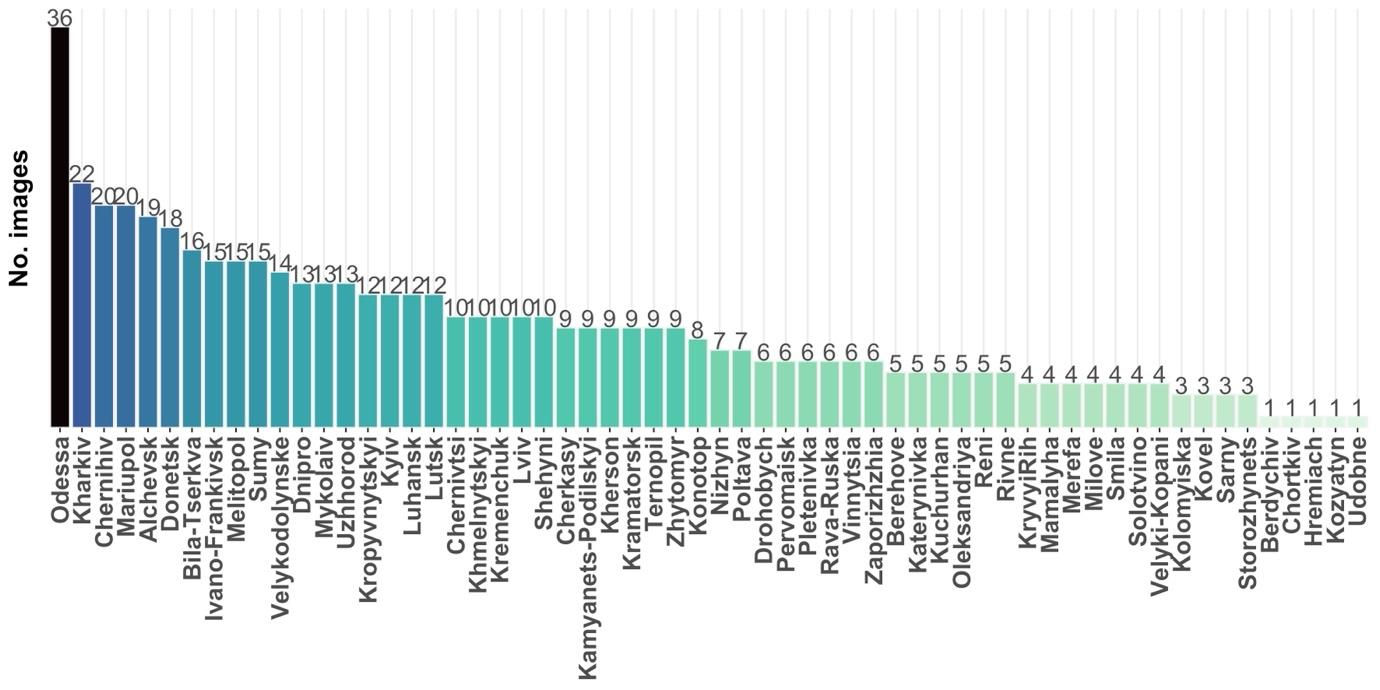 No. images
36
22
20
20
19
18
16
15
15
15
14
13
13
13
12
12
12
12
10
10
10
10
10
9
9
9
9
9
9
8
7
7
6
6
6
6
6
6
5
5
5
5
5
5
4
4
4
4
4
4
4
3
3
3
3
1
1
1
1
1
Odessa
Kharkiv
Chernihiv
Mariupol
Alchevsk
Donetsk
Bila-Tserkva
Ivano-Frankivsk
Melitopol
Sumy
Velykodolynske
Dnipro
Mykolaiv
Uzhhorod
Kropyvnytskyi
Kyiv
Luhansk
Lutsk
Chernivtsi
Khmelnytskyi
Kremenchuk
Lviv
Shehyni
Cherkasy
Kamyanets-Podilskyi
Kherson
Kramatorsk
Ternopil
Zhytomyr
Konotop
Nizhyn
Poltava
Drohobych
Pervomaisk
Pletenivka
Rava-Ruska
Vinnytsia
Zaporizhzhia
Berehove
Katerynivka
Kuchurhan
Oleksandriya
Reni
Rivne
KryvyiRih
Mamalyha
Merefa
Milove
Smila
Solotvino
Velyki-Kopani
Kolomyiska
Kovel
Sarny
Storozhynets
Berdychiv
Chortkiv
Hremiach
Kozyatyn
Udobne